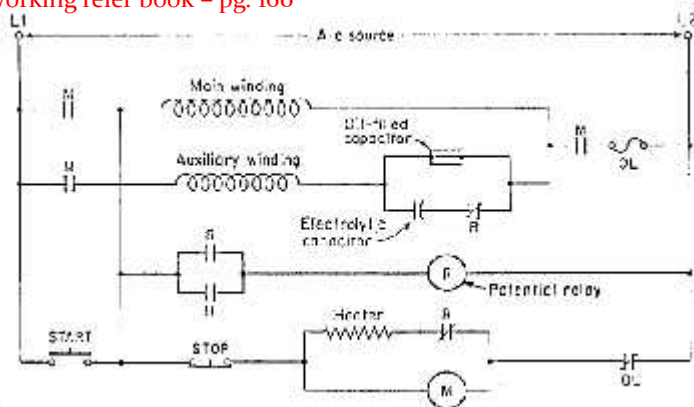 working refer book – pg. 166
L1
L2
A-c source
Main winding
M
Oil-filled
capacitor
M
M
Auxiliary winding
OL
Electrolytic
capacitor
R
Potential relay
Heater
START
STOP
M
OL